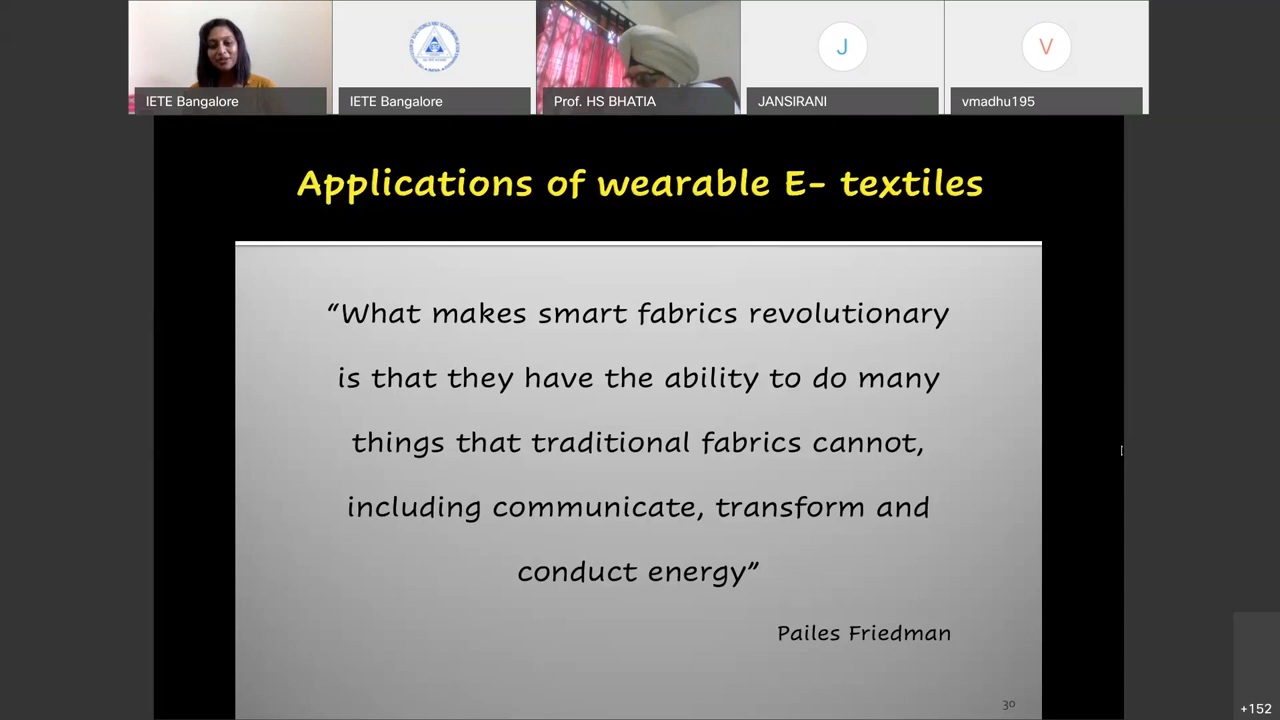 IETE Bangalore
IETE Bangalore
Prof. HS BHATIA
J
JANSIRANI
V
vmadhu195
Applications of wearable E- textiles
“What makes smart fabrics revolutionary
is that they have the ability to do many
things that traditional fabrics cannot,
including communicate, transform and
conduct energy”
Pailes Friedman
30
+152